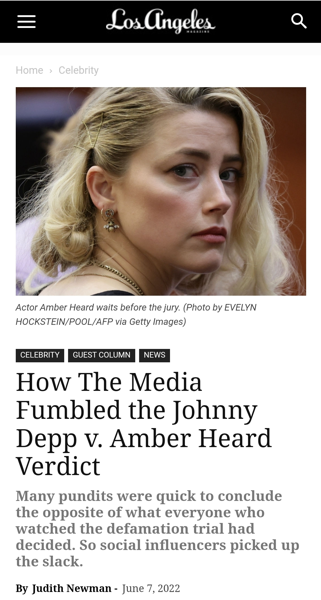 Los Angeles
MAGAZINE
Home › Celebrity
Actor Amber Heard waits before the jury. (Photo by EVELYN
HOCKSTEIN/POOL/AFP via Getty Images)
CELEBRITY GUEST COLUMN NEWS
How The Media
Fumbled the Johnny
Depp v. Amber Heard
Verdict
Many pundits were quick to conclude
the opposite of what everyone who
watched the defamation trial had
decided. So social influencers picked up
the slack.
By Judith Newman - June 7, 2022